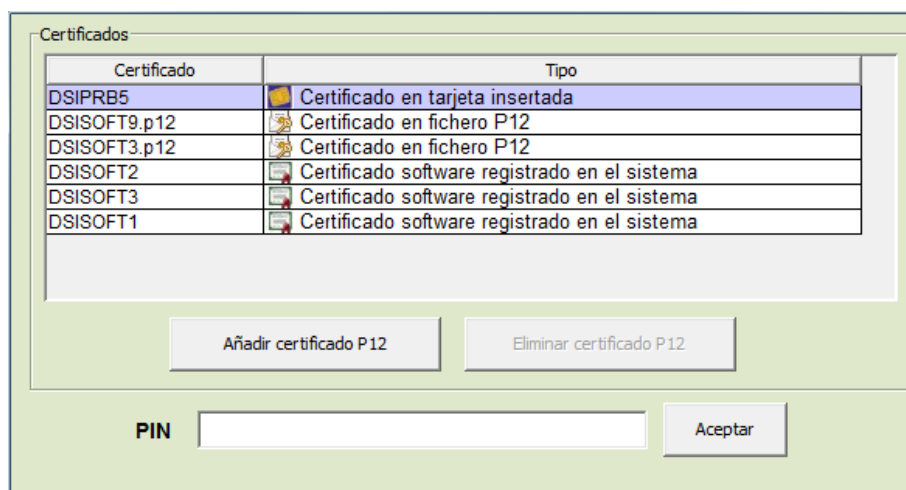 Certificados
Certificado Tipo
DSIPRB5 Certificado en tarjeta insertada
DSISOFT9.p12 Certificado en fichero P12
DSISOFT3.p12 Certificado en fichero P12
DSISOFT2 Certificado software registrado en el sistema
DSISOFT3 Certificado software registrado en el sistema
DSISOFT1 Certificado software registrado en el sistema
Añadir certificado P12 Eliminar certificado P12
PIN Aceptar